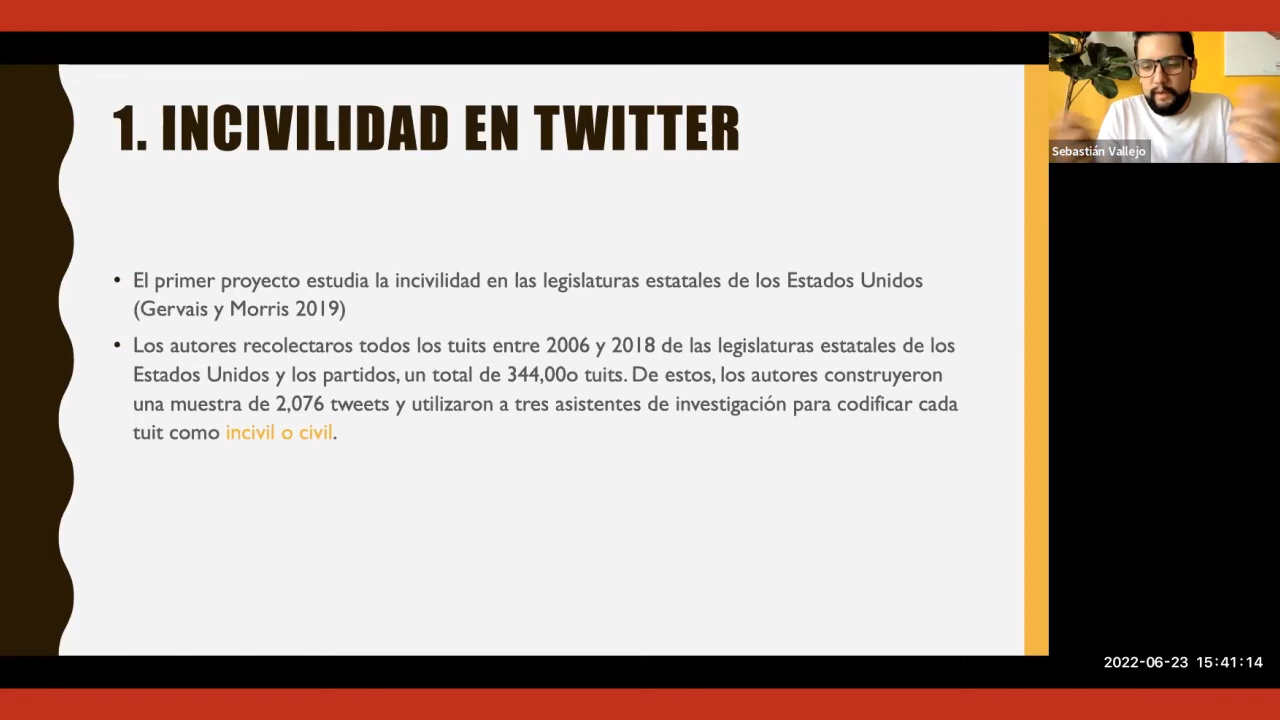 1. INCIVILIDAD EN TWITTER
• El primer proyecto estudia la incivilidad en las legislaturas estatales de los Estados Unidos
(Gervais y Morris 2019)
• Los autores recolectaros todos los tuits entre 2006 y 2018 de las legislaturas estatales de los
Estados Unidos y los partidos, un total de 344,00o tuits. De estos, los autores construyeron
una muestra de 2,076 tweets y utilizaron a tres asistentes de investigación para codificar cada
tuit como incivil o civil.
Sebastián Vallejo
2022-06-23 15:41:14